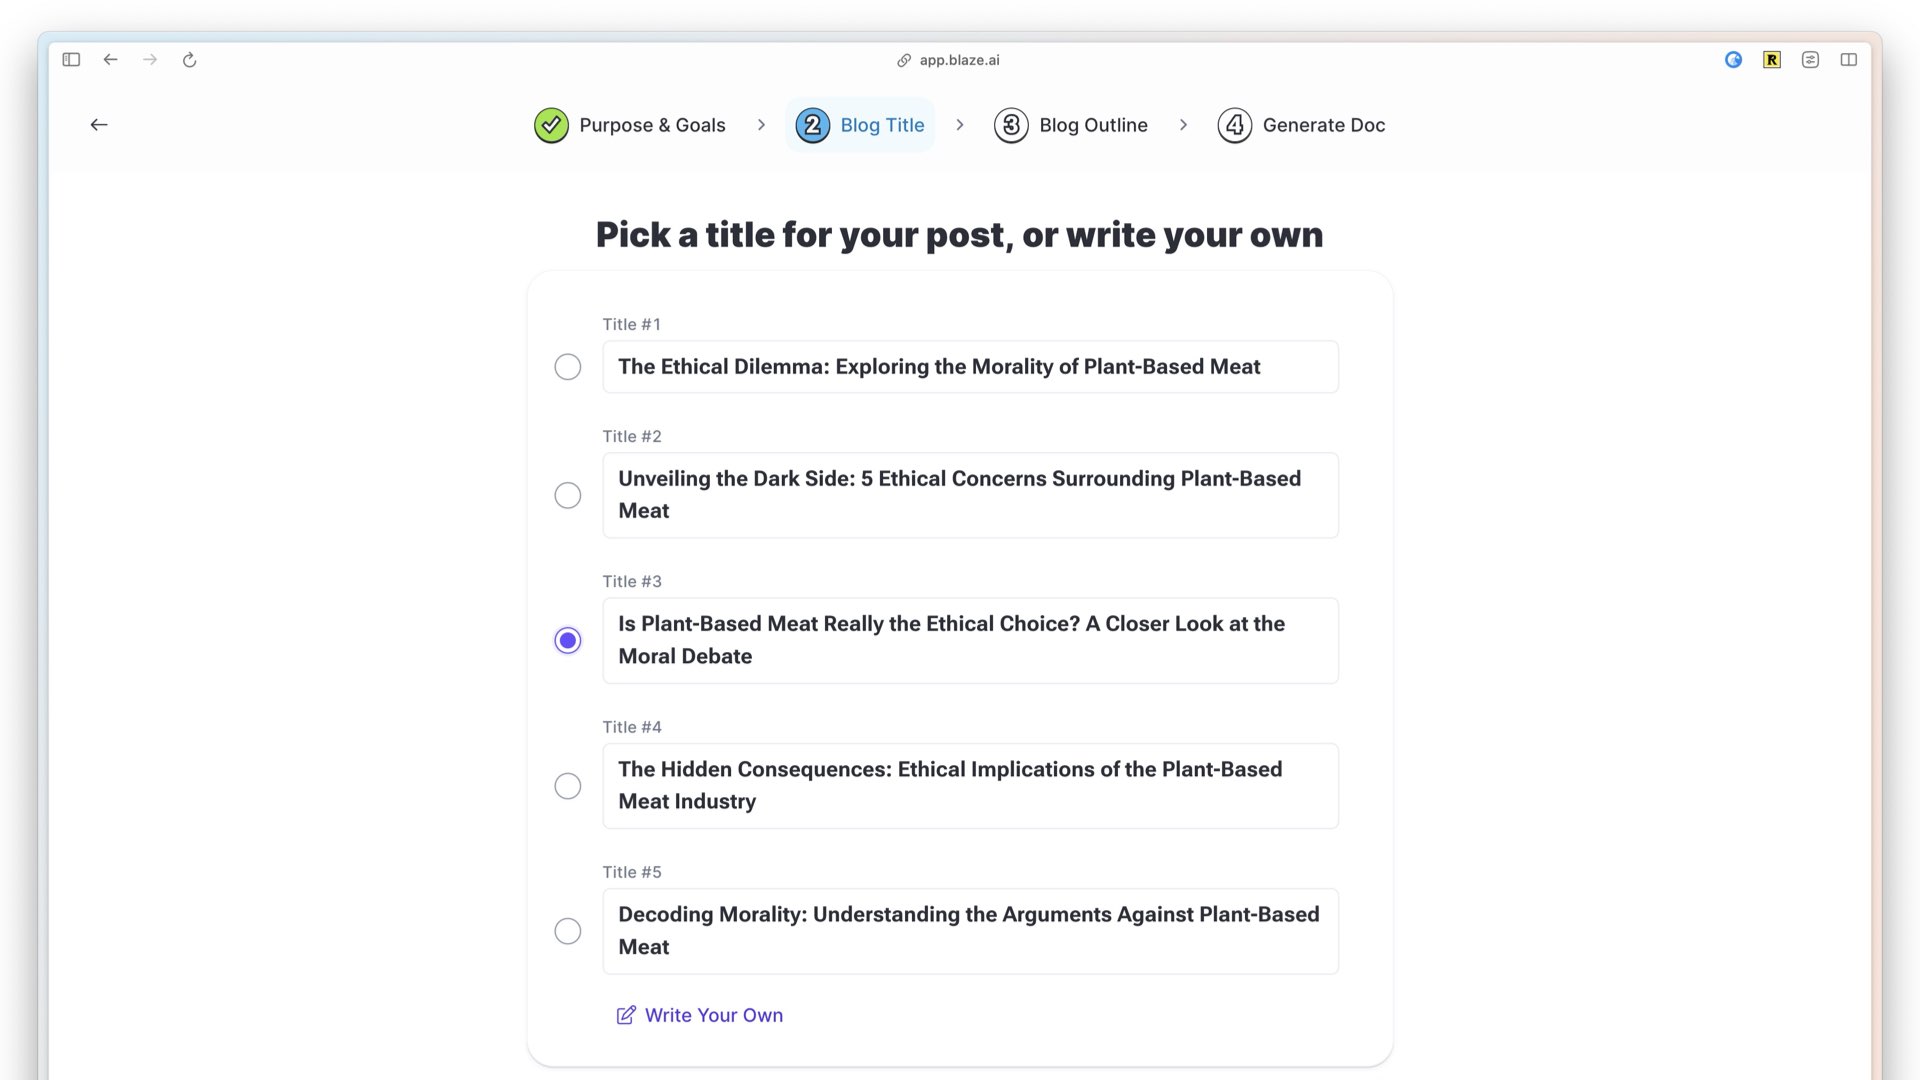 app.blaze.ai
R
Purpose & Goals
2 Blog Title
3 Blog Outline
4 Generate Doc
Pick a title for your post, or write your own
Title #1
The Ethical Dilemma: Exploring the Morality of Plant-Based Meat
Title #2
Unveiling the Dark Side: 5 Ethical Concerns Surrounding Plant-Based
Meat
Title #3
Is Plant-Based Meat Really the Ethical Choice? A Closer Look at the
Moral Debate
Title #4
The Hidden Consequences: Ethical Implications of the Plant-Based
Meat Industry
Title #5
Decoding Morality: Understanding the Arguments Against Plant-Based
Meat
Write Your Own